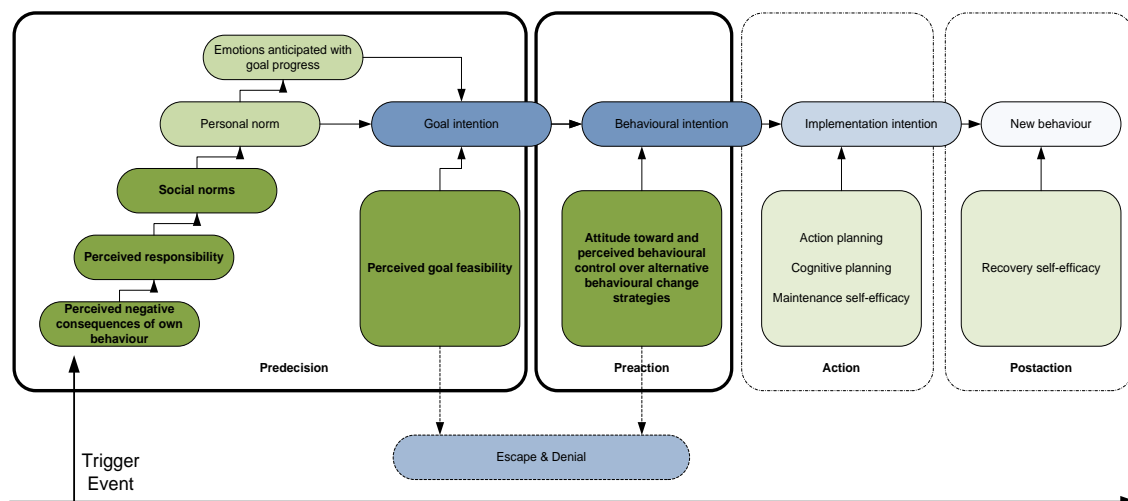 Emotions anticipated with
goal progress
Personal norm
Goal intention
Behavioural intention
Implementation intention
New behaviour
Social norms
Perceived responsibility
Perceived negative
consequences of own
behaviour
Perceived goal feasibility
Attitude toward and
perceived behavioural
control over alternative
behavioural change
strategies
Action planning
Cognitive planning
Maintenance self-efficacy
Recovery self-efficacy
Predecision
Preaction
Action
Postaction
Escape & Denial
Trigger
Event